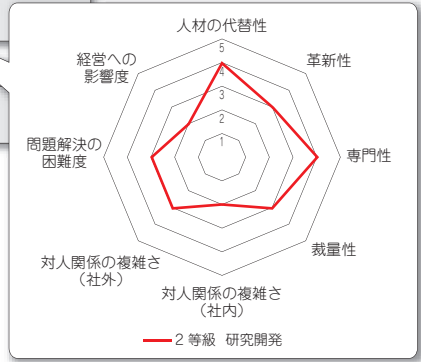 人材の代替性
革新性
専門性
裁量性
対人関係の複雑さ
（社内）
対人関係の複雑さ
（社外）
問題解決の
困難度
経営への
影響度
5
4
3
2
1
2 等級 研究開発